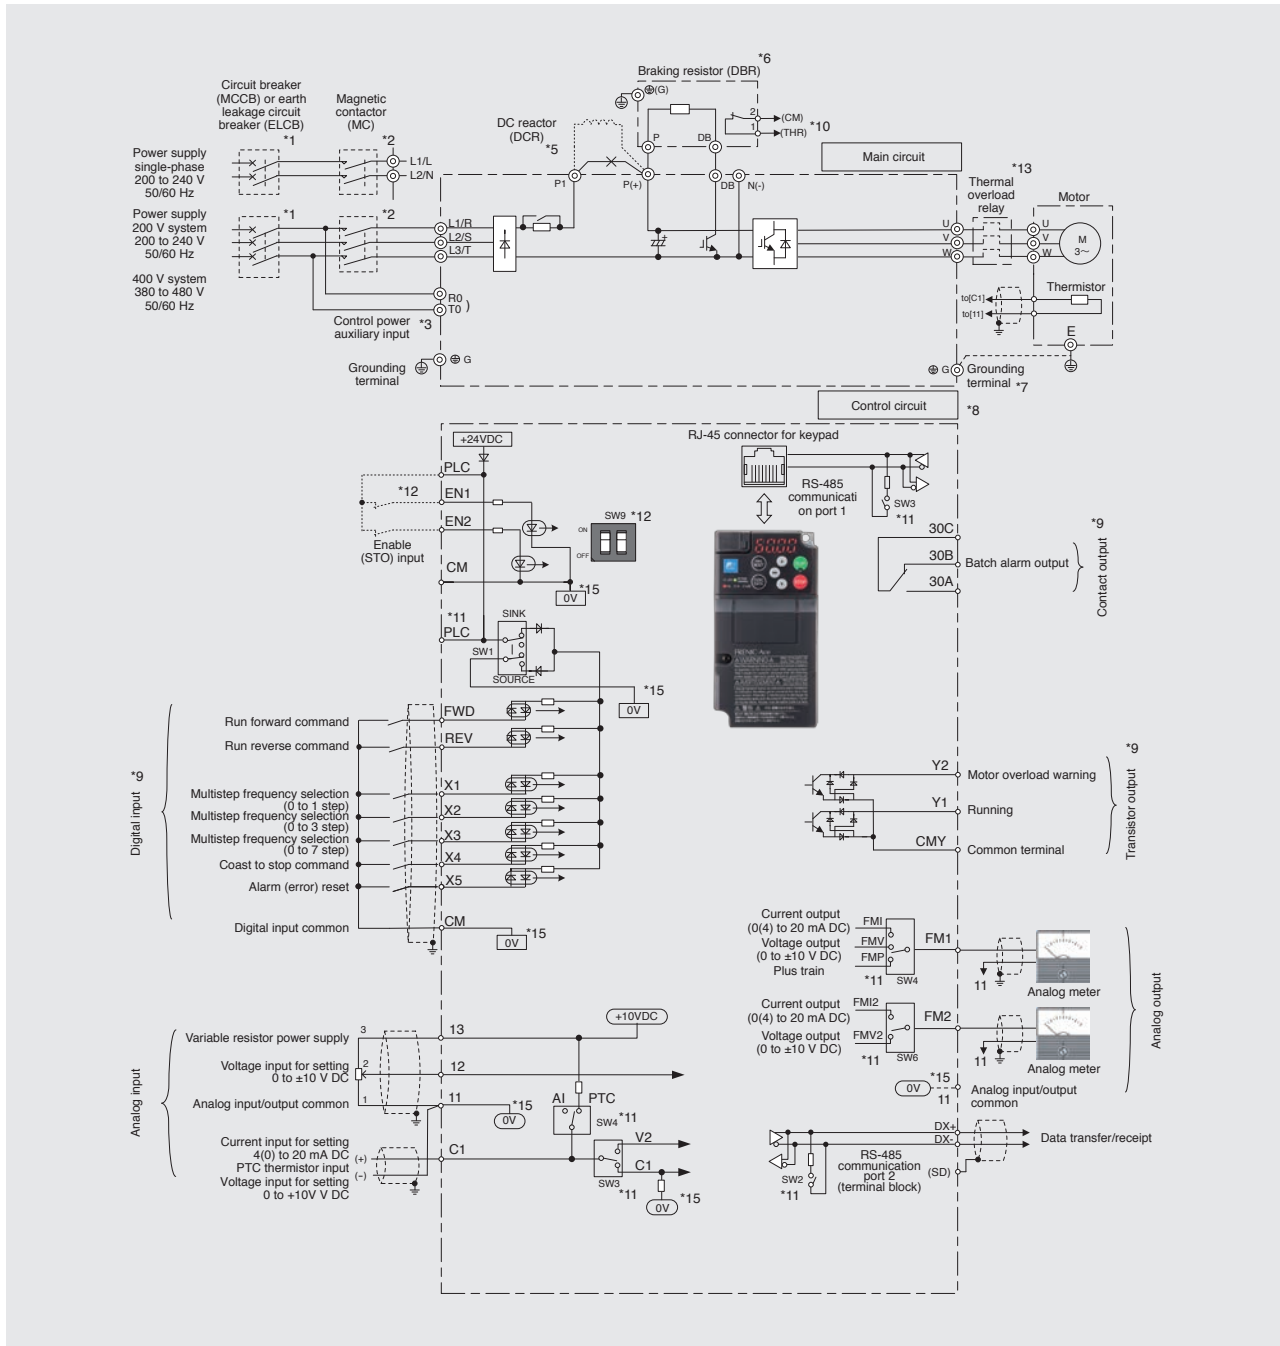 Braking resistor (DBR)
*6
Circuit breaker
(MCCB) or earth
leakage circuit
breaker (ELCB)
*1
Magnetic
contactor
(MC)
*2
DC reactor
(DCR)
*5
(G)
P
DB
2
1
(CM)
(THR)
*10
Main circuit
Power supply
single-phase
200 to 240 V
50/60 Hz
L1/L
L2/N
P1
P(+)
DB
N(-)
*13
Thermal
overload
relay
Motor
Power supply
200 V system
200 to 240 V
50/60 Hz
400 V system
380 to 480 V
50/60 Hz
*1
*2
L1/R
L2/S
L3/T
U
V
W
U
V
W
M
3~
R0
T0
)
Control power
auxiliary input
*3
Thermistor
to[C1]
to[11]
E
Grounding
terminal
G
G
Grounding
terminal *7
Control circuit
*8
+24VDC
RJ-45 connector for keypad
PLC
*12
EN1
EN2
Enable
(STO) input
CM
SW9 *12
ON
OFF
0V
*15
RS-485
communicati
on port 1
SW3
*11
30C
30B
30A
Batch alarm output
*9
Contact output
60.00
FRENIC-Ace
*11
PLC
SINK
SW1
SOURCE
*15
0V
*9
Digital input
Run forward command
FWD
Run reverse command
REV
Multistep frequency selection
(0 to 1 step)
X1
Multistep frequency selection
(0 to 3 step)
X2
Multistep frequency selection
(0 to 7 step)
X3
Coast to stop command
X4
Alarm (error) reset
X5
Digital input common
CM
0V
*15
Y2
Motor overload warning
Y1
Running
CMY
Common terminal
*9
Transistor output
Current output
(0(4) to 20 mA DC)
Voltage output
(0 to ±10 V DC)
Plus train
FMI
FMV
FMP
*11
SW4
FM1
11
Analog meter
Current output
(0(4) to 20 mA DC)
Voltage output
(0 to ±10 V DC)
FMI2
FMV2
*11
SW6
FM2
11
Analog meter
Analog output
0V
*15
11
Analog input/output
common
Analog input
Variable resistor power supply
3
13
+10VDC
Voltage input for setting
0 to ±10 V DC
2
12
Analog input/output common
1
11
*15
0V
AI
PTC
SW4
*11
Current input for setting
4(0) to 20 mA DC
PTC thermistor input
Voltage input for setting
0 to +10V V DC
(+)
(−)
C1
V2
C1
SW3
*11
*15
0V
DX+
DX-
(SD)
Data transfer/receipt
RS-485
communication
port 2
(terminal block)
SW2
*11